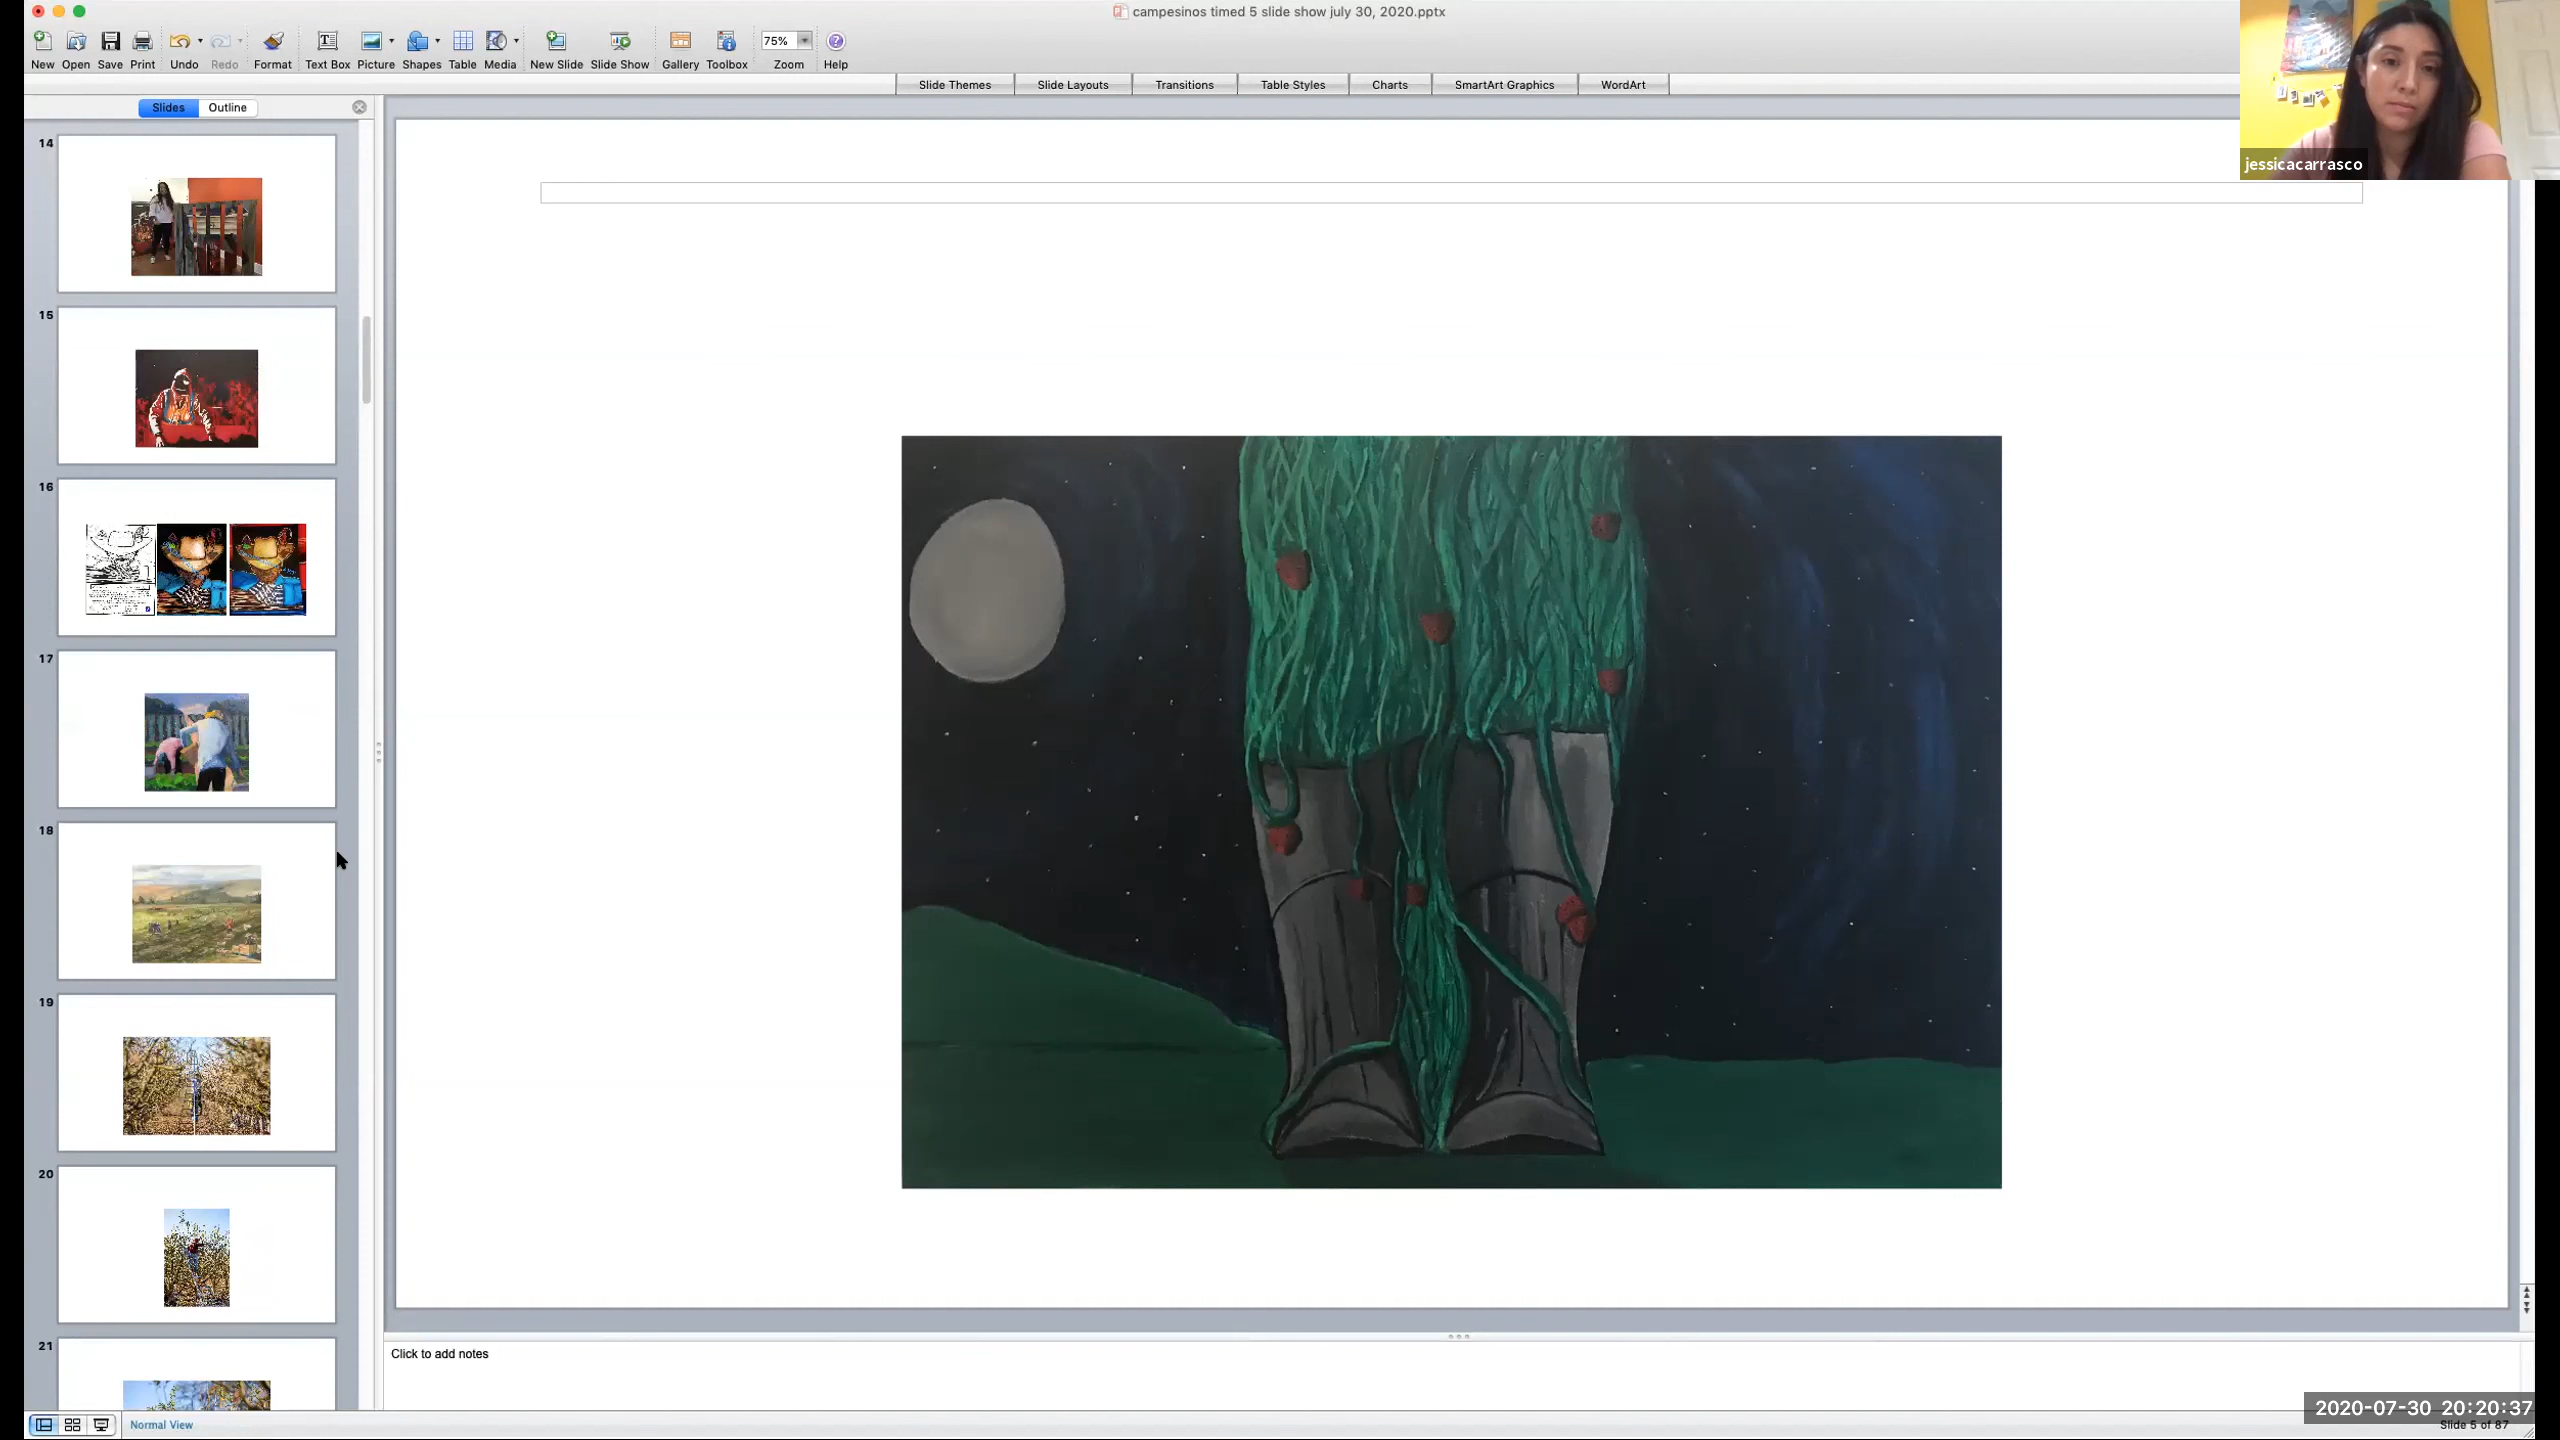 campesinos timed 5 slide show july 30, 2020.pptx
New Open Save Print Undo Redo Format Text Box Picture Shapes Table Media New Slide Slide Show Gallery Toolbox 75% Zoom Help
Slide Themes Slide Layouts Transitions Table Styles Charts SmartArt Graphics WordArt
Slides Outline
jessicacarrasco
14
15
16
17
18
19
20
21
Click to add notes
Normal View
2020-07-30 20:20:37
Slide 5 of 87